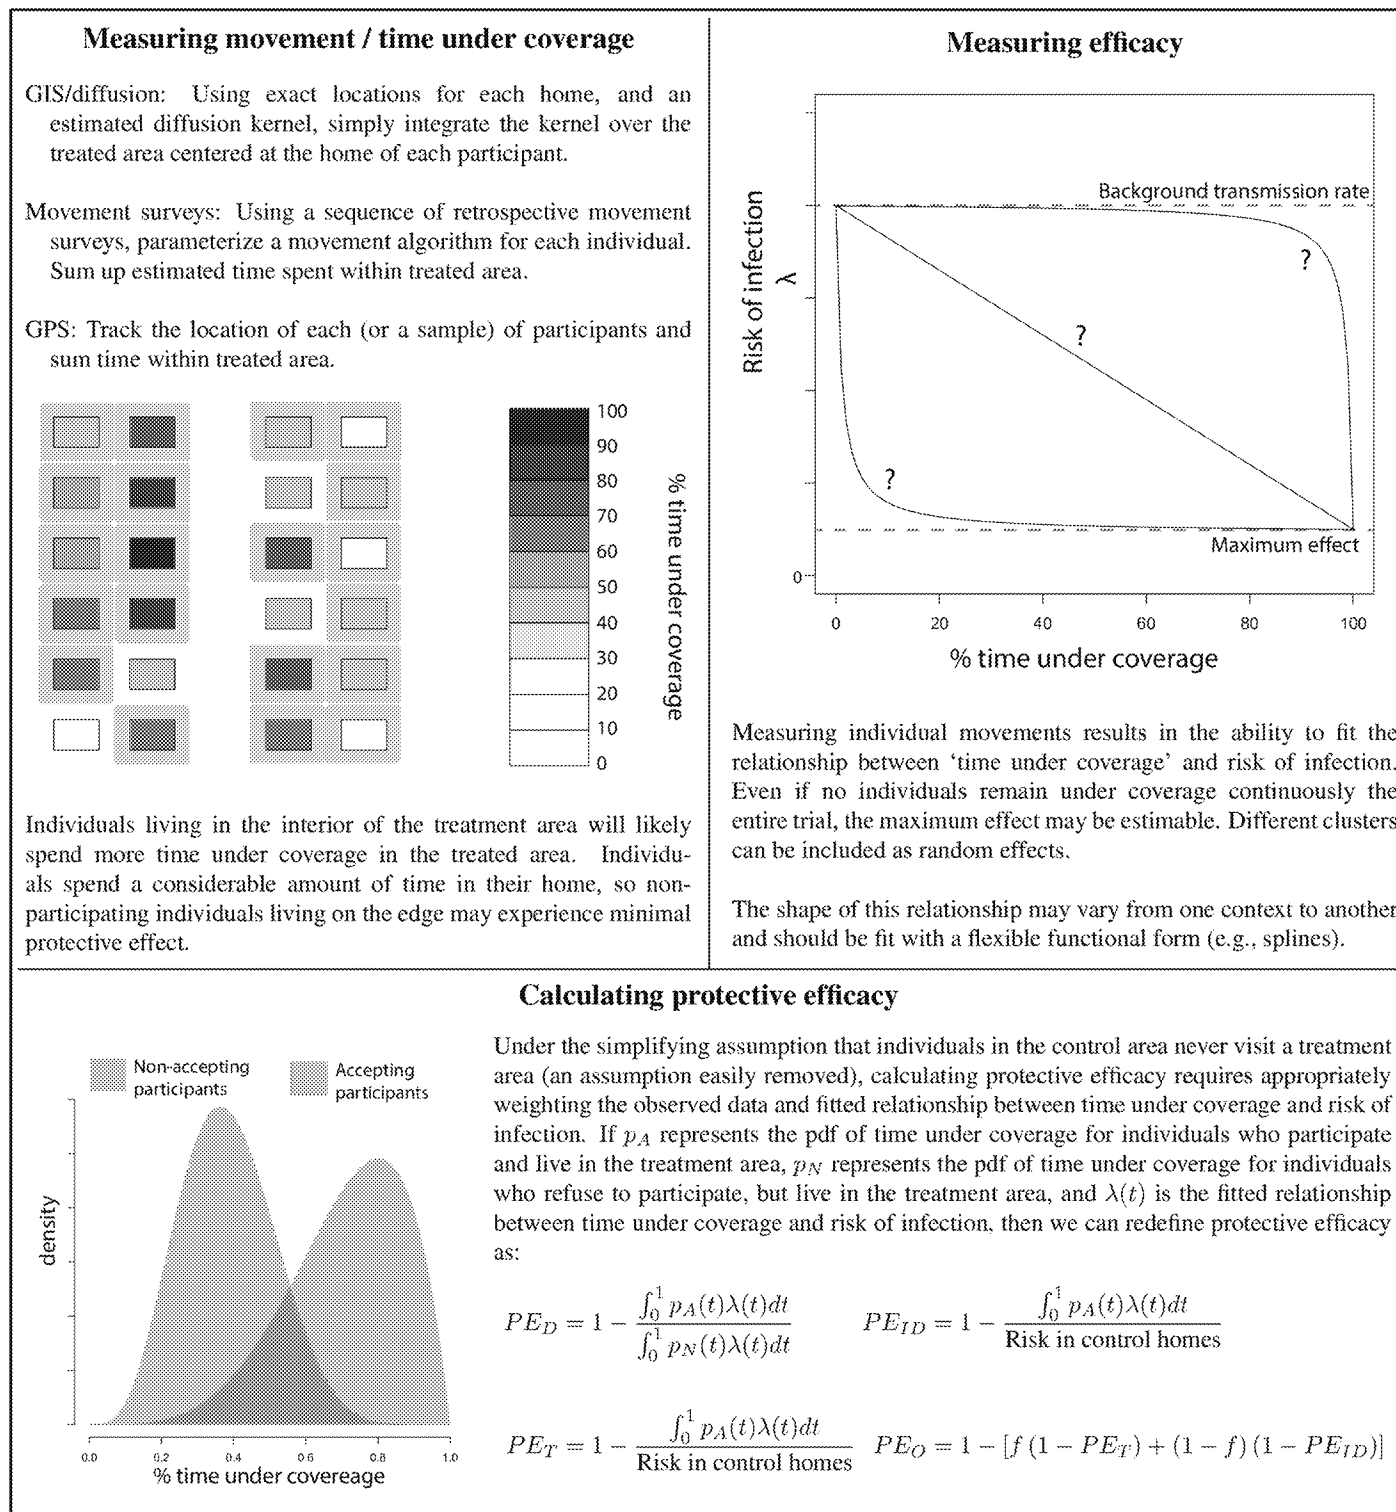 Measuring movement / time under coverage
GIS/diffusion: Using exact locations for each home, and an
estimated diffusion kernel, simply integrate the kernel over the
treated area centered at the home of each participant.
Movement surveys: Using a sequence of retrospective movement
surveys, parameterize a movement algorithm for each individual.
Sum up estimated time spent within treated area.
GPS: Track the location of each (or a sample) of participants and
sum time within treated area.
100
90
80
70
60
50
40
30
20
10
0
% time under coverage
Individuals living in the interior of the treatment area will likely
spend more time under coverage in the treated area. Individu-
als spend a considerable amount of time in their home, so non-
participating individuals living on the edge may experience minimal
protective effect.
Measuring efficacy
Background transmission rate
Risk of infection
λ
?
?
?
Maximum effect
0
0 20 40 60 80 100
% time under coverage
Measuring individual movements results in the ability to fit the
relationship between ‘time under coverage’ and risk of infection.
Even if no individuals remain under coverage continuously the
entire trial, the maximum effect may be estimable. Different clusters
can be included as random effects.
The shape of this relationship may vary from one context to another
and should be fit with a flexible functional form (e.g., splines).
Calculating protective efficacy
Non-accepting
participants
Accepting
participants
density
0.0 0.2 0.4 0.6 0.8 1.0
% time under covereage
Under the simplifying assumption that individuals in the control area never visit a treatment
area (an assumption easily removed), calculating protective efficacy requires appropriately
weighting the observed data and fitted relationship between time under coverage and risk of
infection. If p_A represents the pdf of time under coverage for individuals who participate
and live in the treatment area, p_N represents the pdf of time under coverage for individuals
who refuse to participate, but live in the treatment area, and λ(t) is the fitted relationship
between time under coverage and risk of infection, then we can redefine protective efficacy
as:
PE_D = 1 − ∫_0^1 p_A(t)λ(t)dt / ∫_0^1 p_N(t)λ(t)dt
PE_ID = 1 − ∫_0^1 p_A(t)λ(t)dt / Risk in control homes
PE_T = 1 − ∫_0^1 p_A(t)λ(t)dt / Risk in control homes
PE_O = 1 − [f (1 − PE_T) + (1 − f) (1 − PE_ID)]